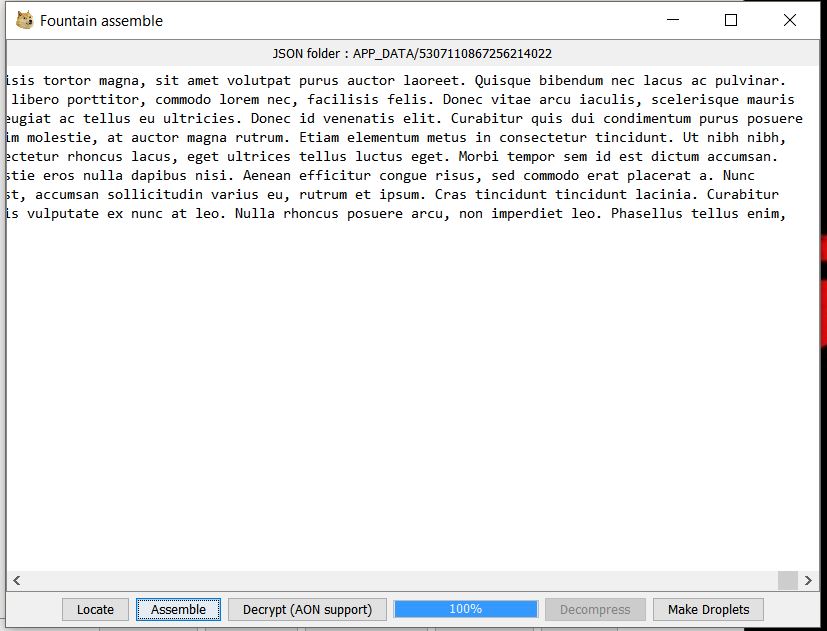 Fountain assemble
JSON folder : APP_DATA/5307110867256214022
isis tortor magna, sit amet volutpat purus auctor laoreet. Quisque bibendum nec lacus ac pulvinar.
libero porttitor, commodo lorem nec, facilisis felis. Donec vitae arcu iaculis, scelerisque mauris
eugiat ac tellus eu ultricies. Donec id venenatis elit. Curabitur quis dui condimentum purus posuere
im molestie, at auctor magna rutrum. Etiam elementum metus in consectetur tincidunt. Ut nibh nibh,
ectetur rhoncus lacus, eget ultrices tellus luctus eget. Morbi tempor sem id est dictum accumsan.
stie eros nulla dapibus nisi. Aenean efficitur congue risus, sed commodo erat placerat a. Nunc
st, accumsan sollicitudin varius eu, rutrum et ipsum. Cras tincidunt tincidunt lacinia. Curabitur
is vulputate ex nunc at leo. Nulla rhoncus posuere arcu, non imperdiet leo. Phasellus tellus enim,
Locate Assemble Decrypt (AON support) 100% Decompress Make Droplets